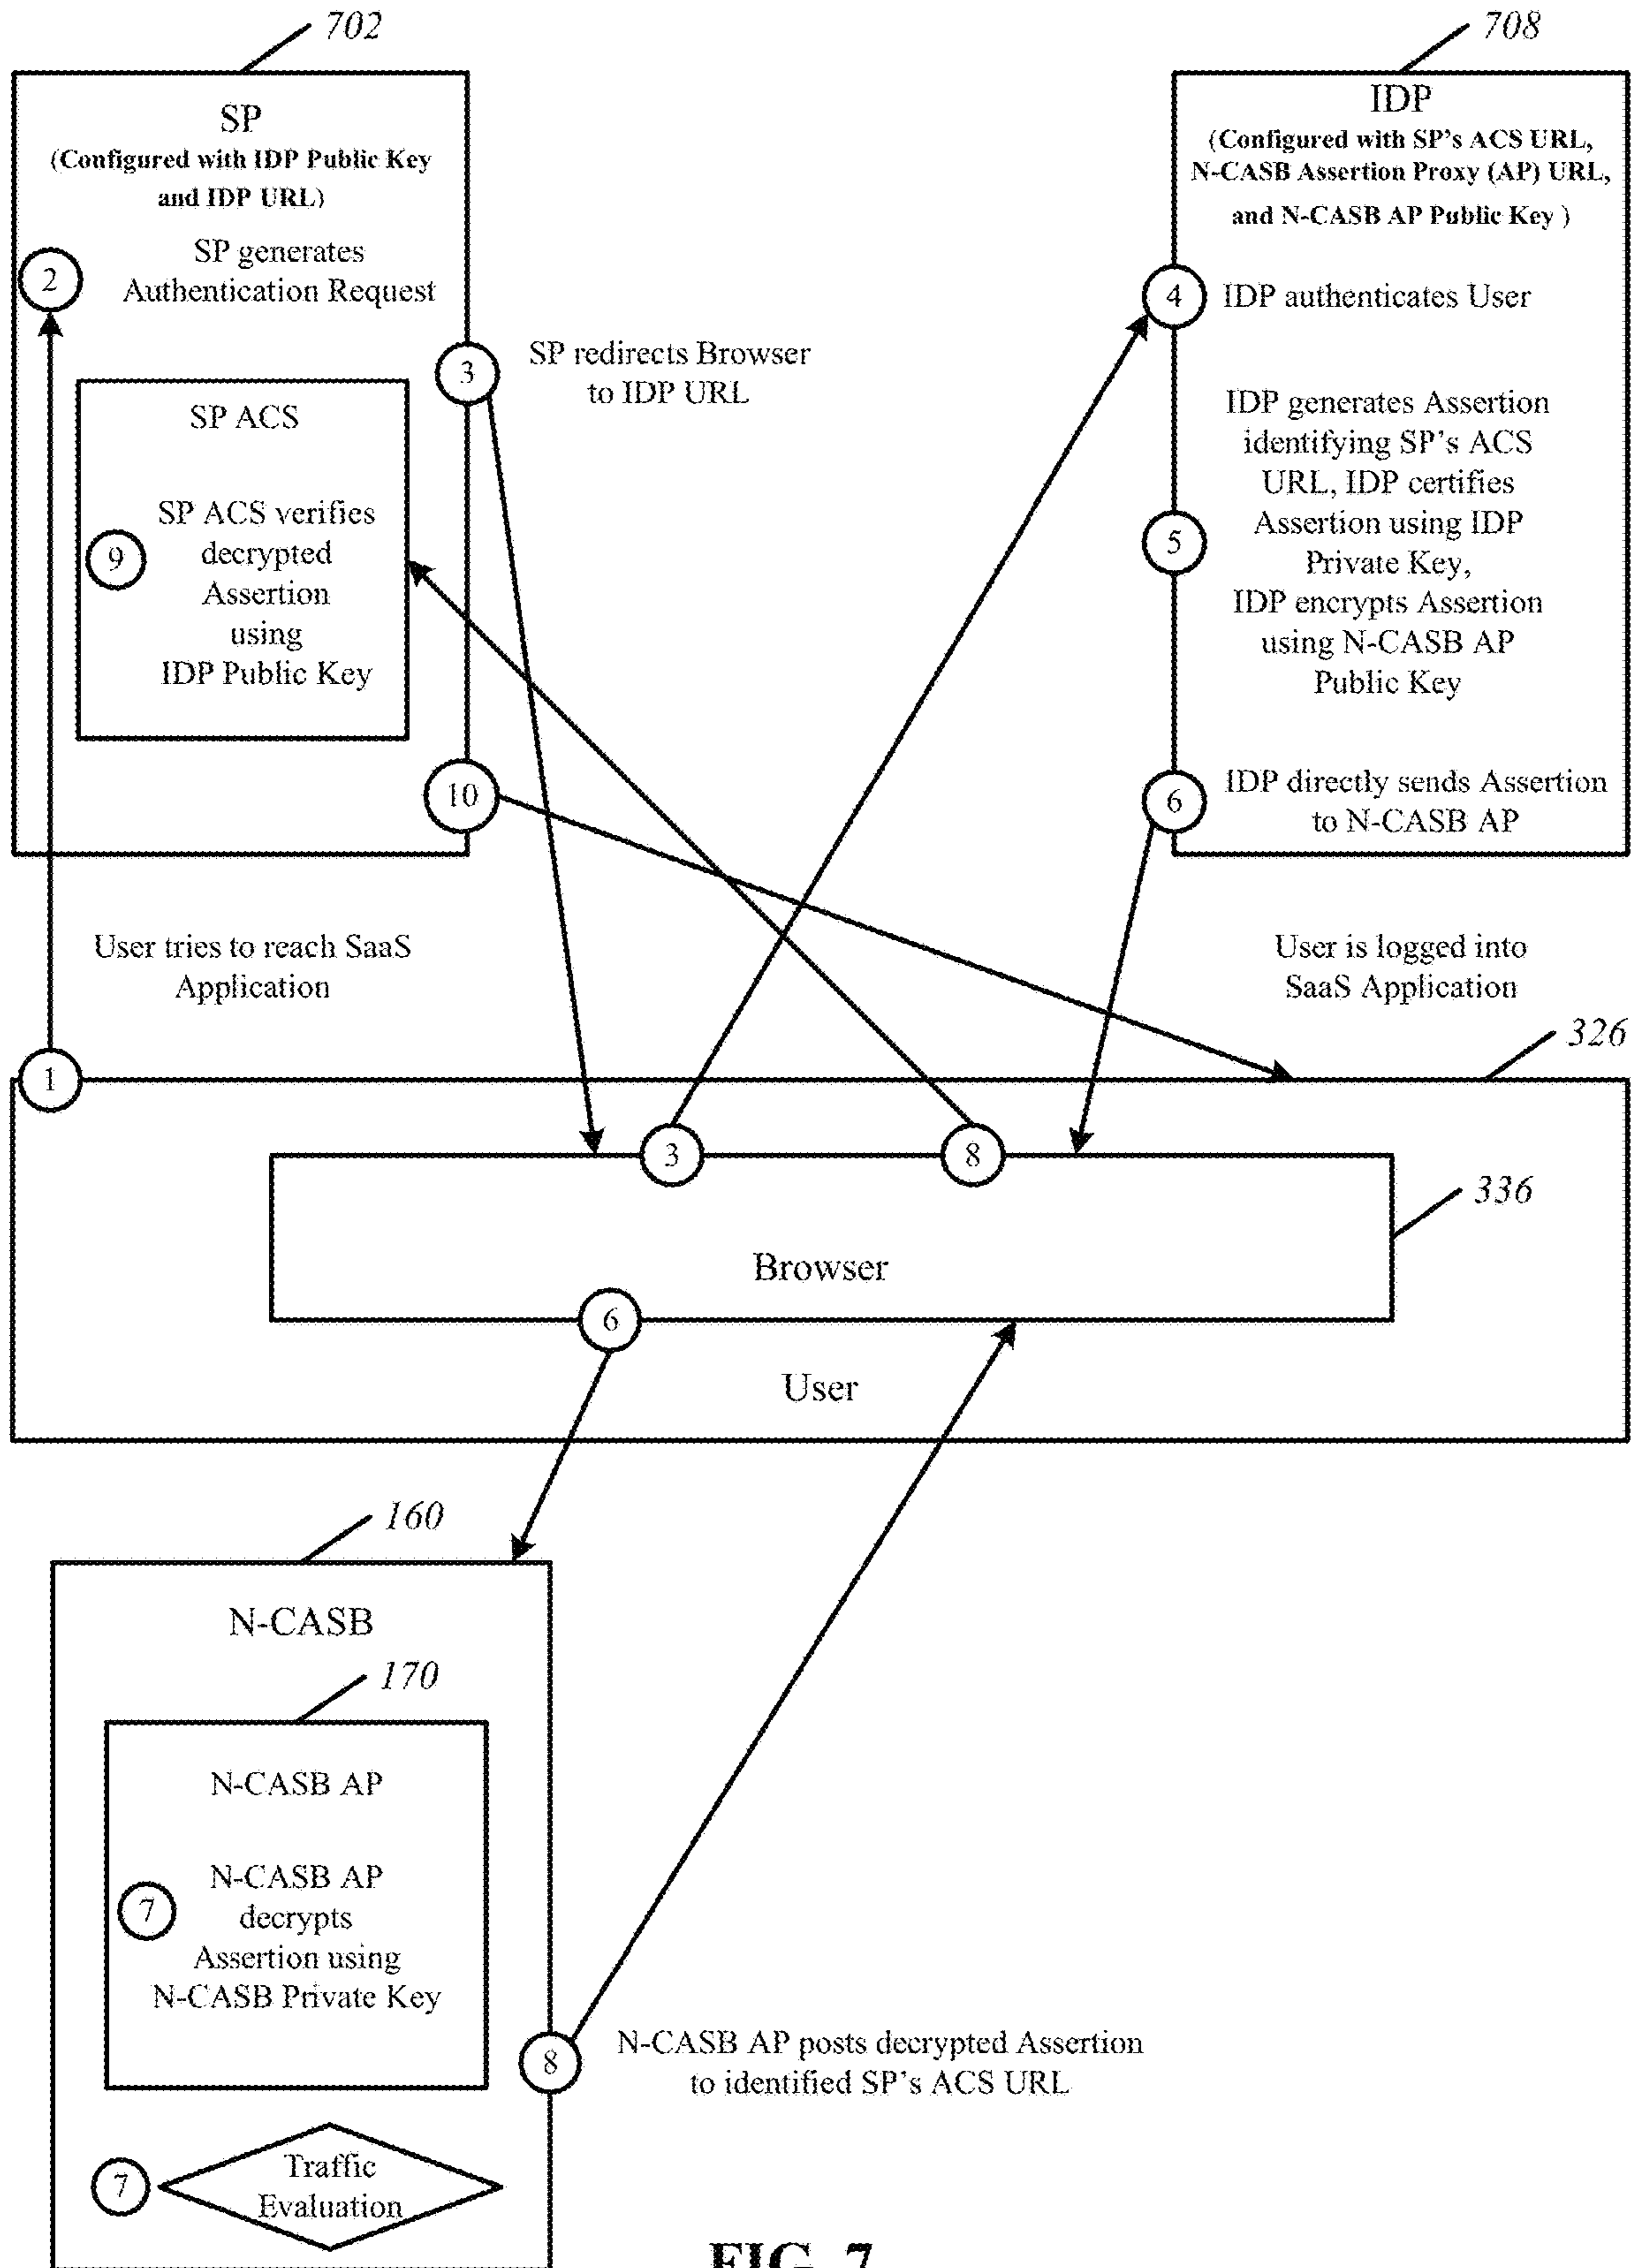 702
708
SP
(Configured with IDP Public Key
and IDP URL)
2
SP generates
Authentication Request
3
SP redirects Browser
to IDP URL
SP ACS
9
SP ACS verifies
decrypted
Assertion
using
IDP Public Key
10
IDP
(Configured with SP's ACS URL,
N-CASB Assertion Proxy (AP) URL,
and N-CASB AP Public Key )
4
IDP authenticates User
5
IDP generates Assertion
identifying SP's ACS
URL, IDP certifies
Assertion using IDP
Private Key,
IDP encrypts Assertion
using N-CASB AP
Public Key
6
IDP directly sends Assertion
to N-CASB AP
User tries to reach SaaS
Application
User is logged into
SaaS Application
326
1
3
8
336
Browser
6
User
160
N-CASB
170
N-CASB AP
7
N-CASB AP
decrypts
Assertion using
N-CASB Private Key
8
N-CASB AP posts decrypted Assertion
to identified SP's ACS URL
7
Traffic
Evaluation
FIG. 7